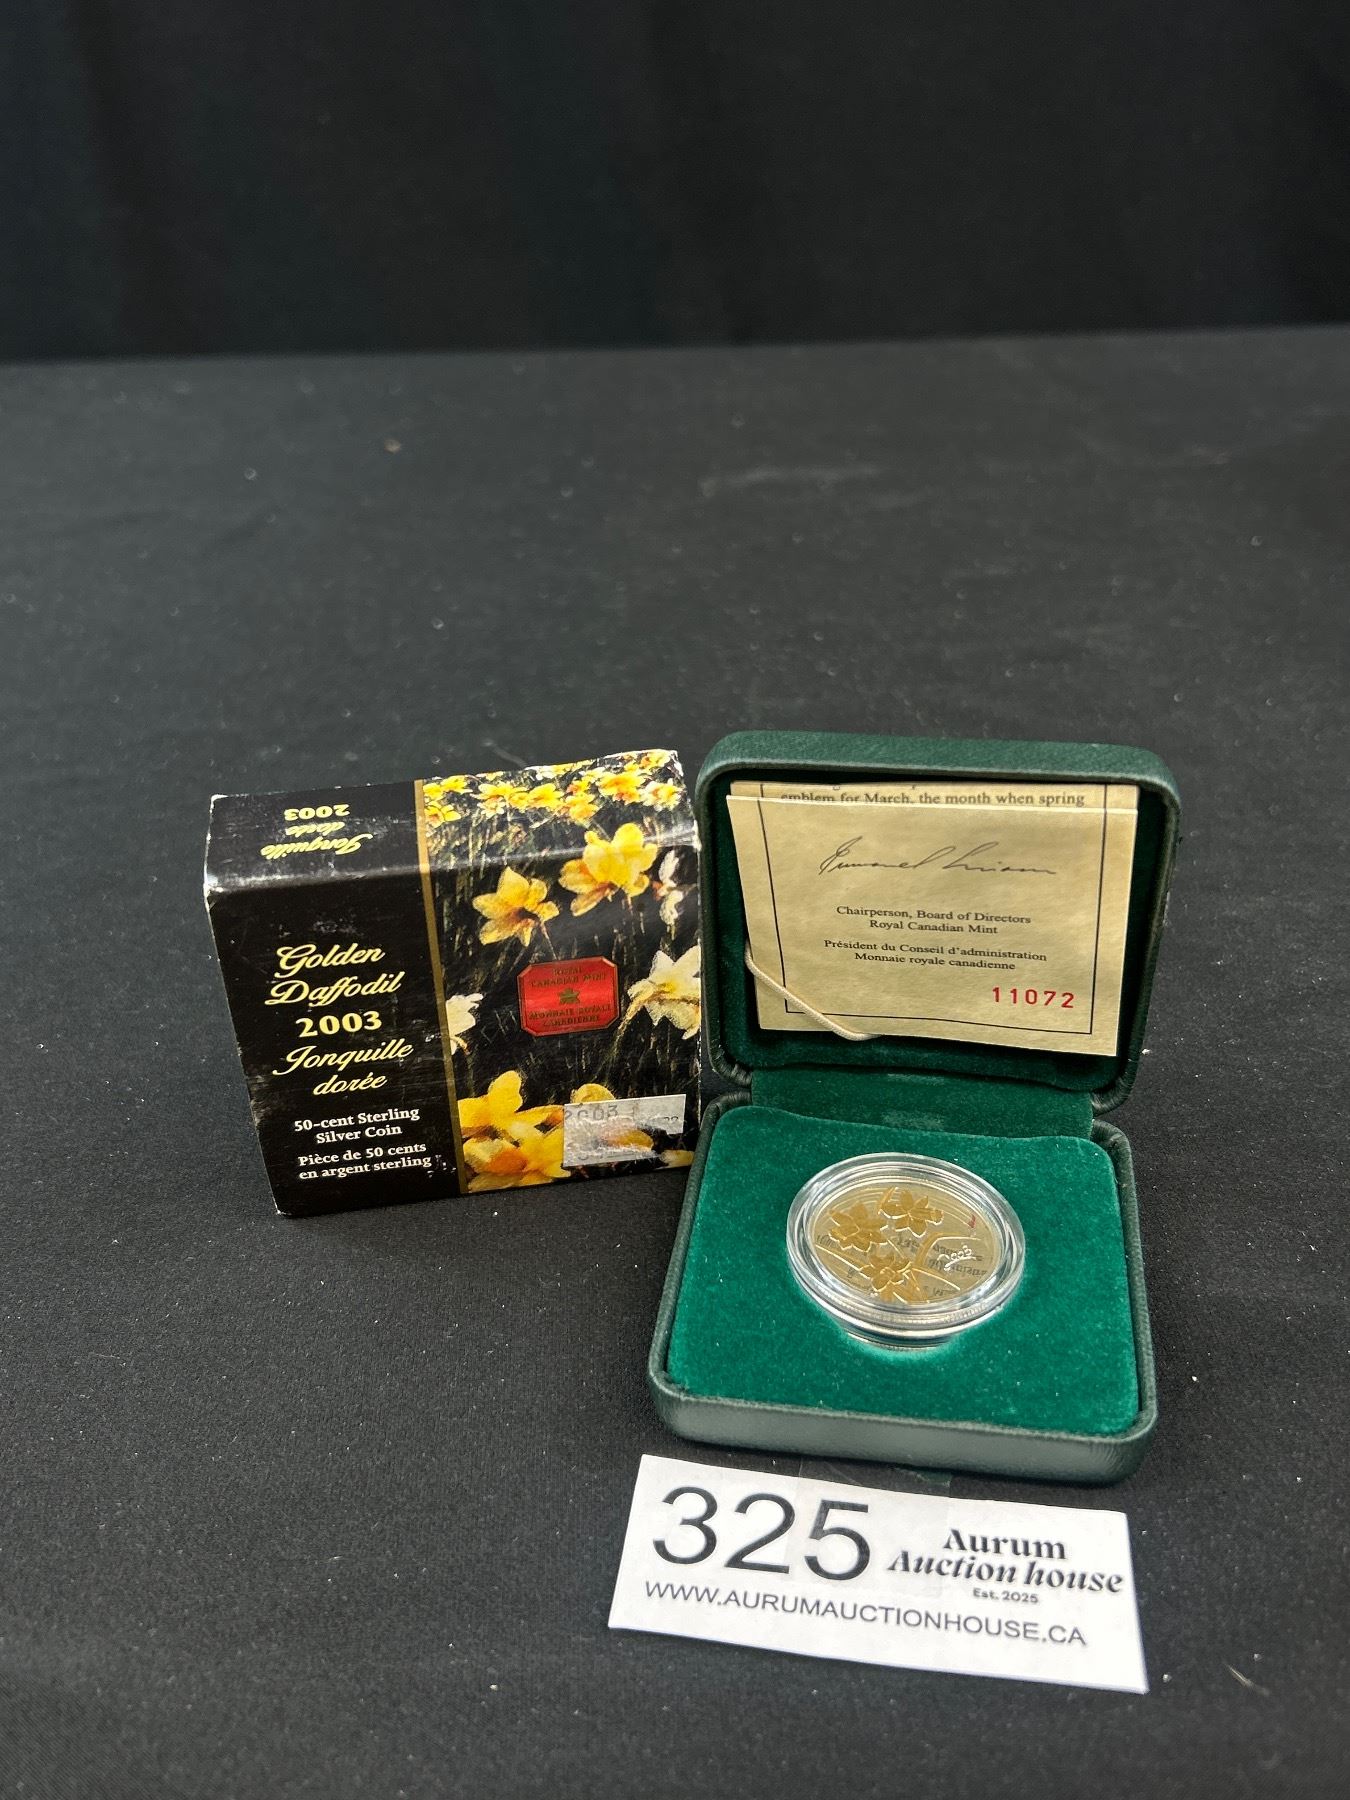 2003
dorée
Jonquille
Golden
Daffodil
2003
Jonquille
dorée
50-cent Sterling
Silver Coin
Pièce de 50 cents
en argent sterling
ROYAL
CANADIAN MINT
MONNAIE ROYALE
CANADIENNE
2003
emblem for March, the month when spring
Chairperson, Board of Directors
Royal Canadian Mint
Président du Conseil d'administration
Monnaie royale canadienne
11072
2003
325
Aurum
Auction house
Est. 2025
WWW.AURUMAUCTIONHOUSE.CA